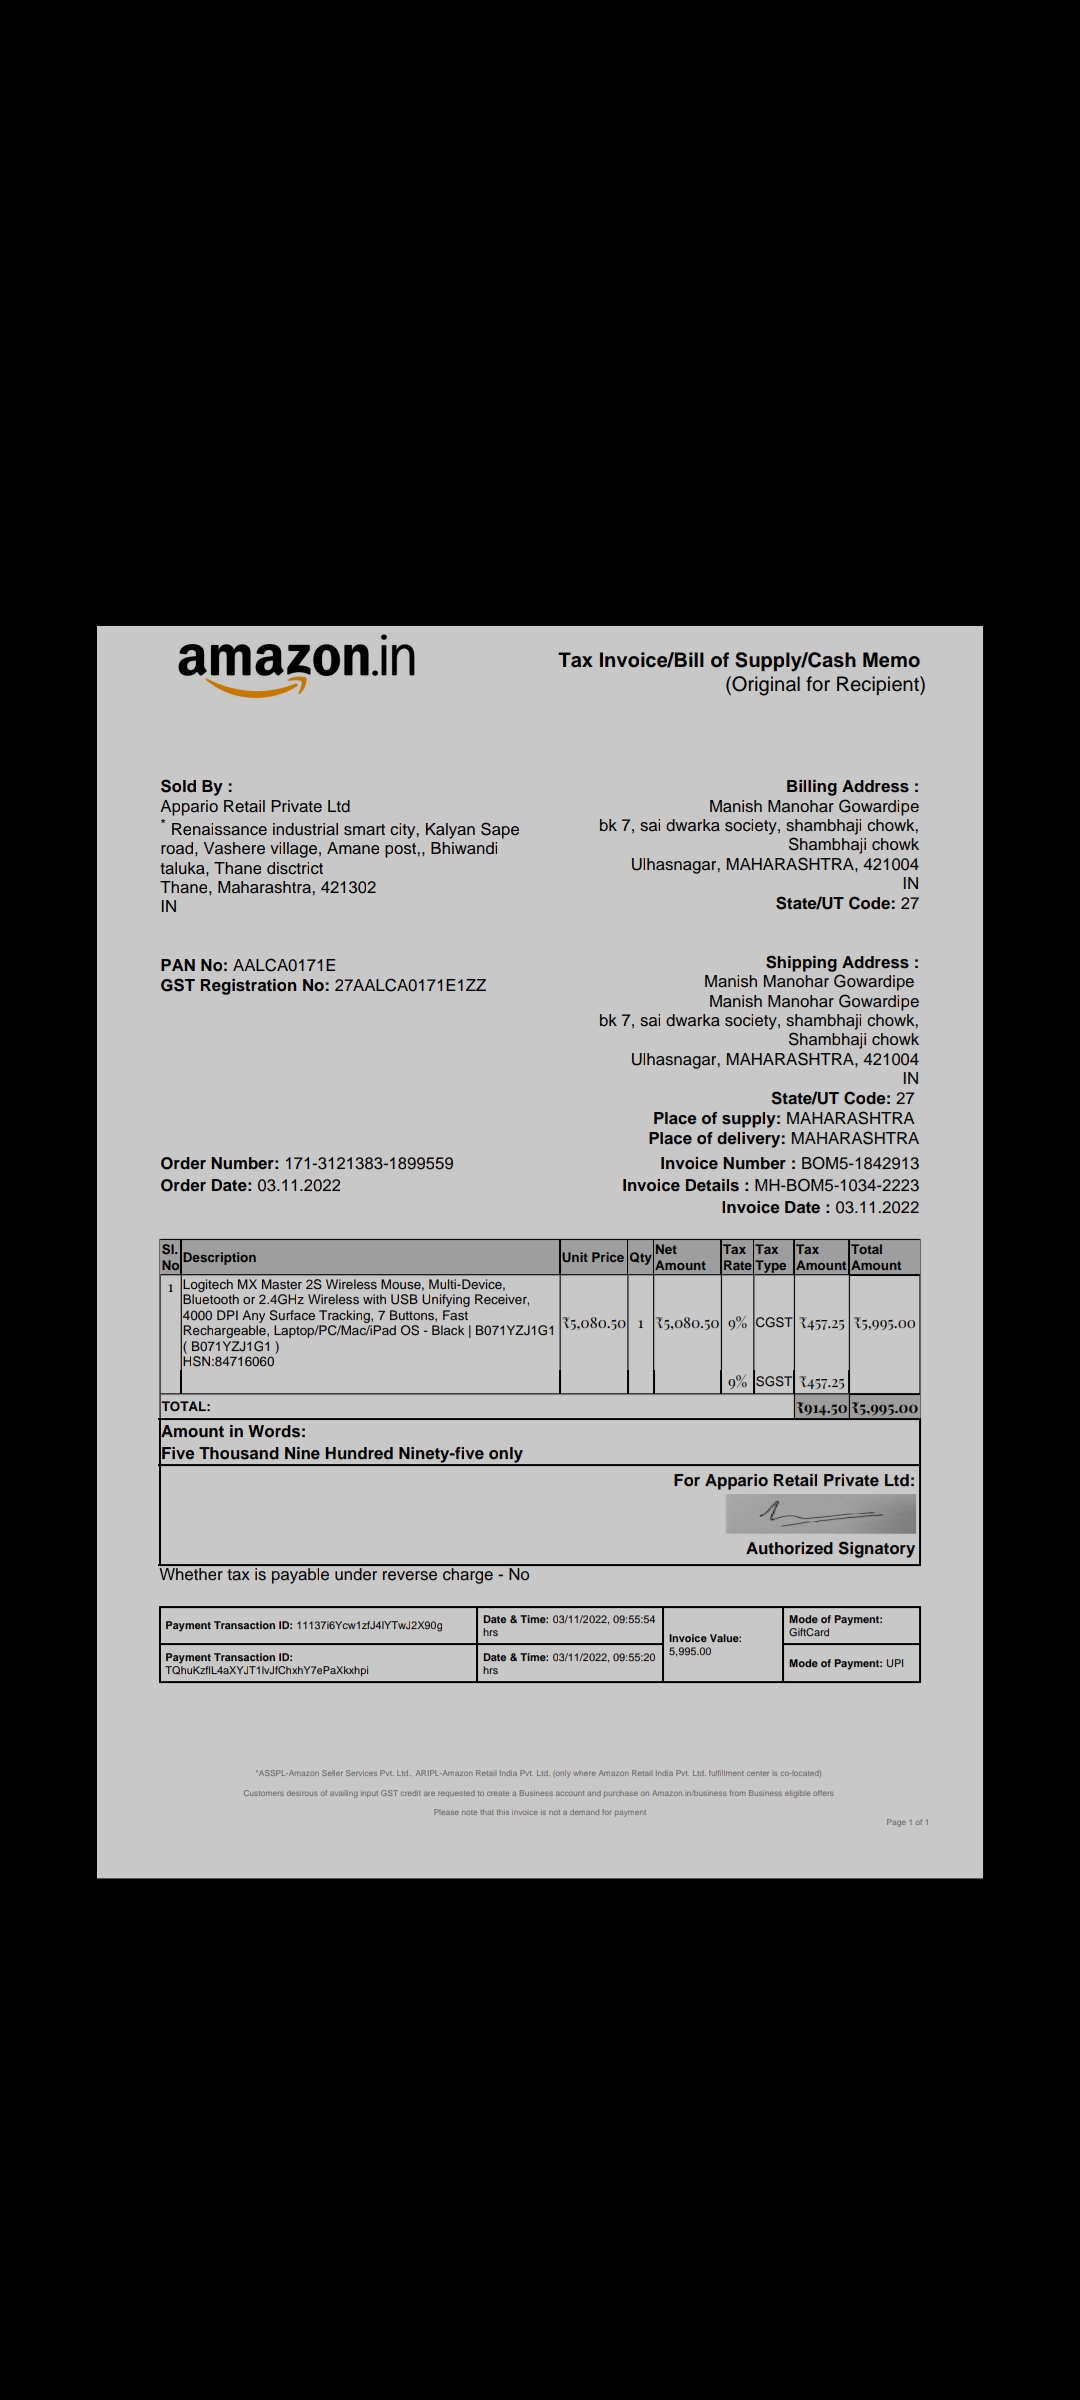 amazon.in
Tax Invoice/Bill of Supply/Cash Memo
(Original for Recipient)
Sold By :
Appario Retail Private Ltd
* Renaissance industrial smart city, Kalyan Sape
road, Vashere village, Amane post,, Bhiwandi
taluka, Thane disctrict
Thane, Maharashtra, 421302
IN
Billing Address :
Manish Manohar Gowardipe
bk 7, sai dwarka society, shambhaji chowk,
Shambhaji chowk
Ulhasnagar, MAHARASHTRA, 421004
IN
State/UT Code: 27
PAN No: AALCA0171E
GST Registration No: 27AALCA0171E1ZZ
Shipping Address :
Manish Manohar Gowardipe
Manish Manohar Gowardipe
bk 7, sai dwarka society, shambhaji chowk,
Shambhaji chowk
Ulhasnagar, MAHARASHTRA, 421004
IN
State/UT Code: 27
Place of supply: MAHARASHTRA
Place of delivery: MAHARASHTRA
Order Number: 171-3121383-1899559
Order Date: 03.11.2022
Invoice Number : BOM5-1842913
Invoice Details : MH-BOM5-1034-2223
Invoice Date : 03.11.2022
Sl. No Description Unit Price Qty Net Amount Tax Rate Tax Type Tax Amount Total Amount
1 Logitech MX Master 2S Wireless Mouse, Multi-Device,
Bluetooth or 2.4GHz Wireless with USB Unifying Receiver,
4000 DPI Any Surface Tracking, 7 Buttons, Fast
Rechargeable, Laptop/PC/Mac/iPad OS - Black | B071YZJ1G1
( B071YZJ1G1 )
HSN:84716060
₹5,080.50 1 ₹5,080.50 9% CGST ₹457.25 ₹5,995.00
9% SGST ₹457.25
TOTAL: ₹914.50 ₹5,995.00
Amount in Words:
Five Thousand Nine Hundred Ninety-five only
For Appario Retail Private Ltd:
Authorized Signatory
Whether tax is payable under reverse charge - No
Payment Transaction ID: 11137i6Ycw1zfJ4lYTwJ2X90g
Date & Time: 03/11/2022, 09:55:54
hrs
Invoice Value:
5,995.00
Mode of Payment:
GiftCard
Payment Transaction ID:
TQhuKzflL4aXYJT1lvJfChxhY7ePaXkxhpi
Date & Time: 03/11/2022, 09:55:20
hrs
Mode of Payment: UPI
*ASSPL-Amazon Seller Services Pvt. Ltd., ARIPL-Amazon Retail India Pvt. Ltd. (only where Amazon Retail India Pvt. Ltd. fulfillment center is co-located)
Customers desirous of availing input GST credit are requested to create a Business account and purchase on Amazon.in/business from Business eligible offers
Please note that this invoice is not a demand for payment
Page 1 of 1